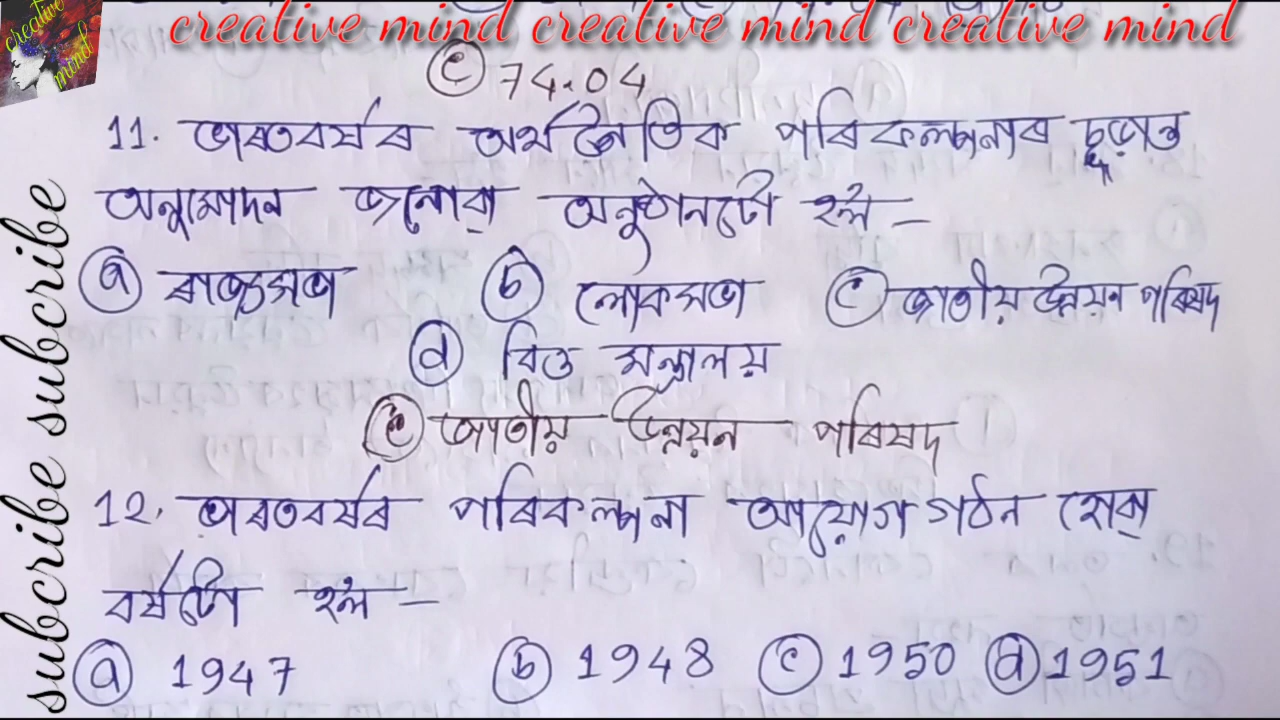 creative mind creative mind creative mind
creative mind
subcribe subcribe
ⓒ 74.04
11. ভাৰতবৰ্ষৰ অৰ্থনৈতিক পৰিকল্পনাৰ চূড়ান্ত
অনুমোদন জনোৱা অনুষ্ঠানটো হ'ল –
ⓐ ৰাজ্যসভা ⓑ লোকসভা ⓒ জাতীয় উন্নয়ন পৰিষদ
ⓓ বিত্ত মন্ত্ৰালয়
ⓒ জাতীয় উন্নয়ন পৰিষদ
12. ভাৰতবৰ্ষৰ পৰিকল্পনা আয়োগ গঠন হোৱা
বৰ্ষটো হ'ল –
ⓐ 1947 ⓑ 1948 ⓒ 1950 ⓓ 1951